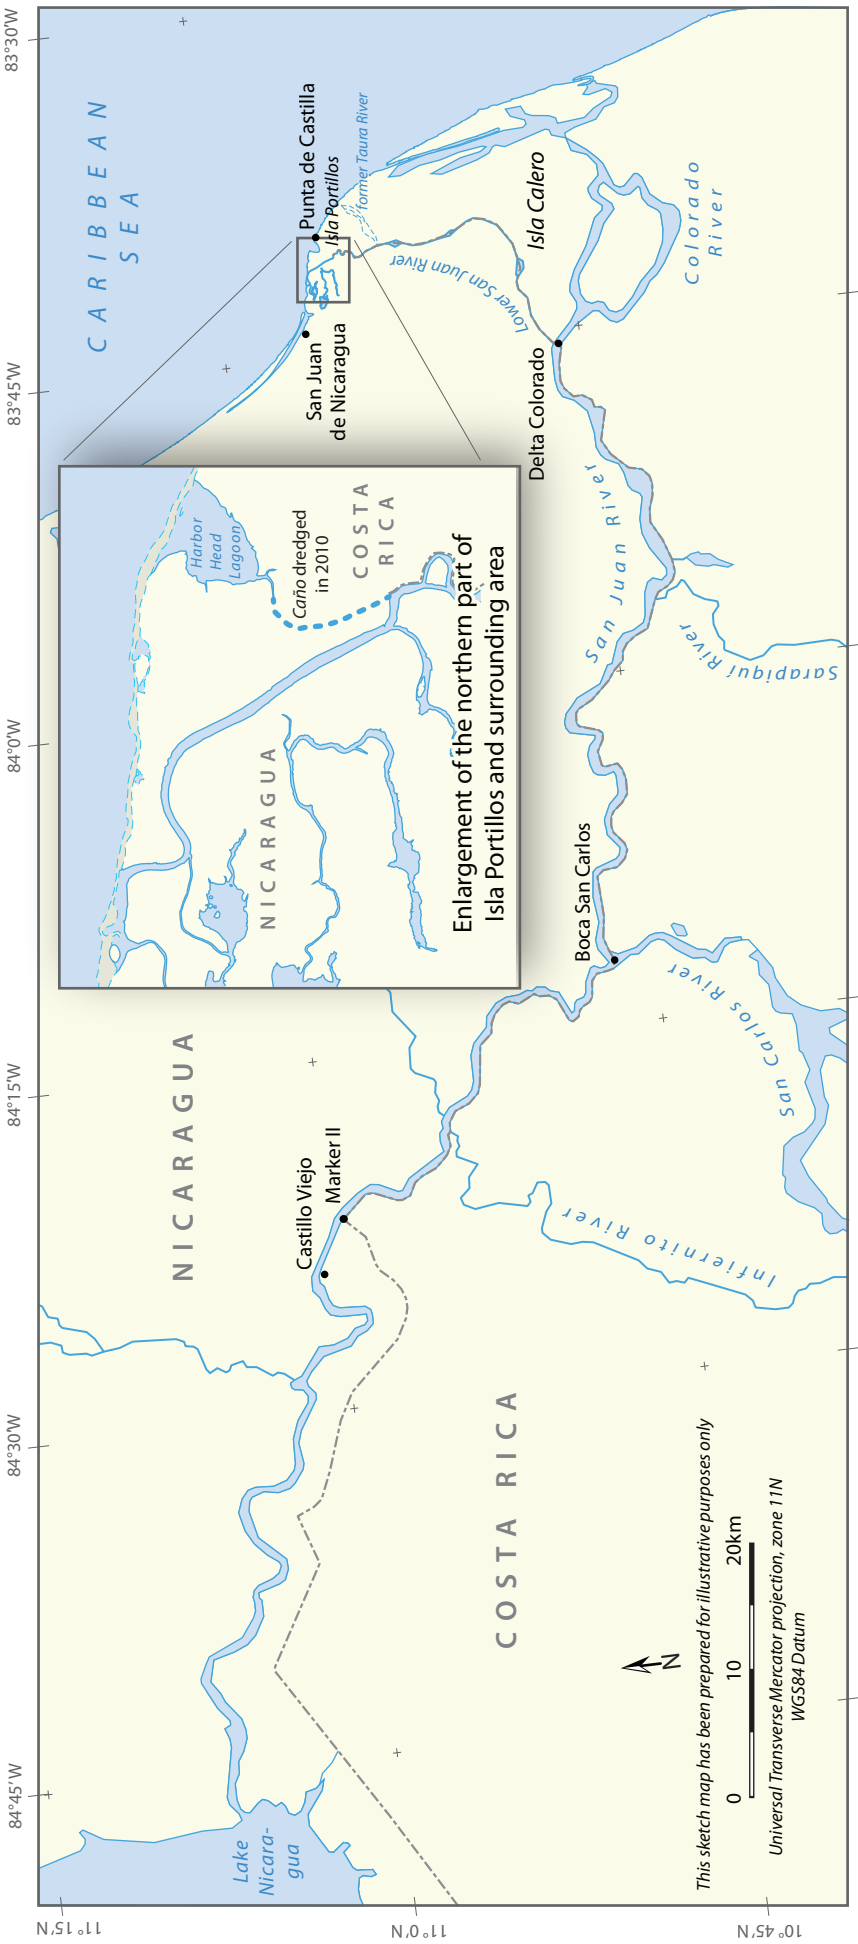 84°45'W
84°30'W
84°15'W
84°0'W
83°45'W
83°30'W
11°15'N
11°0'N
10°45'N
CARIBBEAN
SEA
NICARAGUA
COSTA RICA
Lake
Nicara-
gua
Castillo Viejo
Marker II
Boca San Carlos
Delta Colorado
San Juan
de Nicaragua
Punta de Castilla
Isla Portillos
former Taura River
Lower San Juan River
Isla Calero
Colorado
River
San Juan River
Sarapiquí River
San Carlos River
Infiernito River
Harbor
Head
Lagoon
Caño dredged
in 2010
COSTA
RICA
NICARAGUA
Enlargement of the northern part of
Isla Portillos and surrounding area
N
This sketch map has been prepared for illustrative purposes only
0 10 20km
Universal Transverse Mercator projection, zone 11N
WGS84 Datum